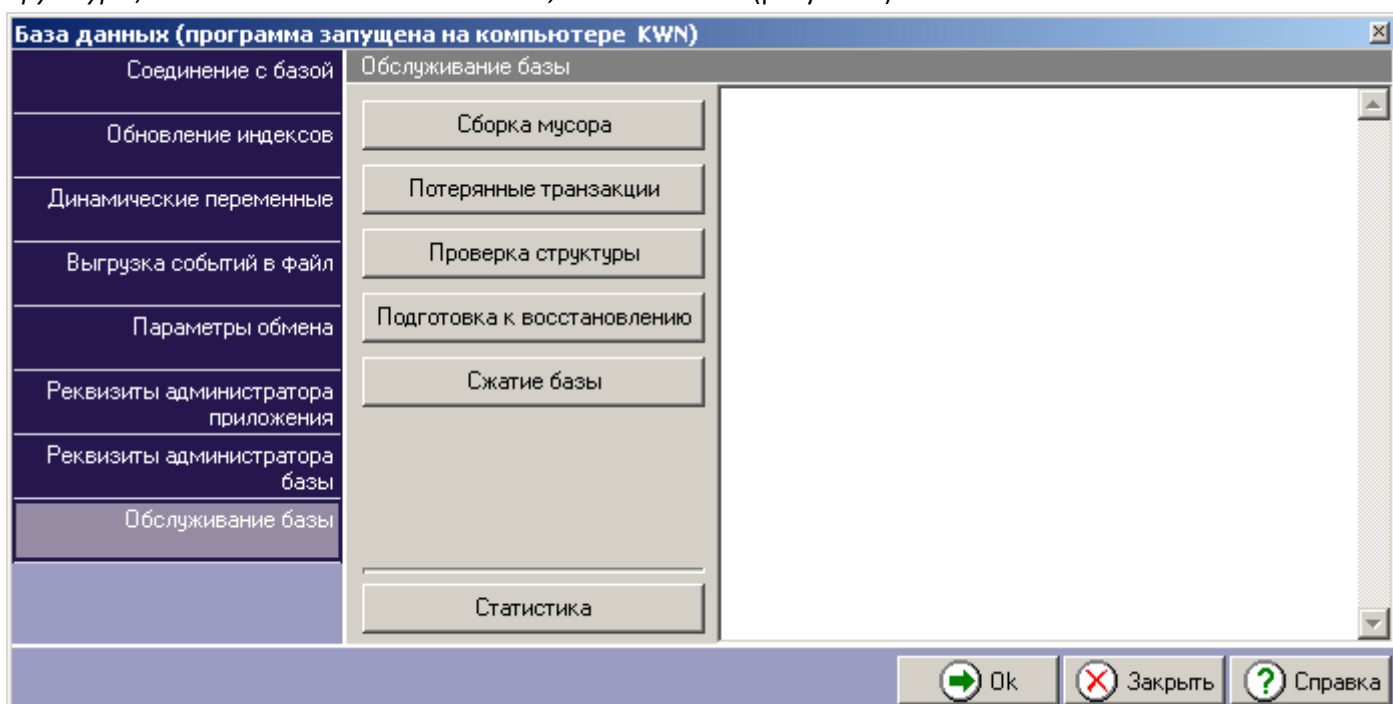 База данных (программа запущена на компьютере KWN)
Соединение с базой
Обновление индексов
Динамические переменные
Выгрузка событий в файл
Параметры обмена
Реквизиты администратора
приложения
Реквизиты администратора
базы
Обслуживание базы
Обслуживание базы
Сборка мусора
Потерянные транзакции
Проверка структуры
Подготовка к восстановлению
Сжатие базы
Статистика
Ok
Закрыть
Справка